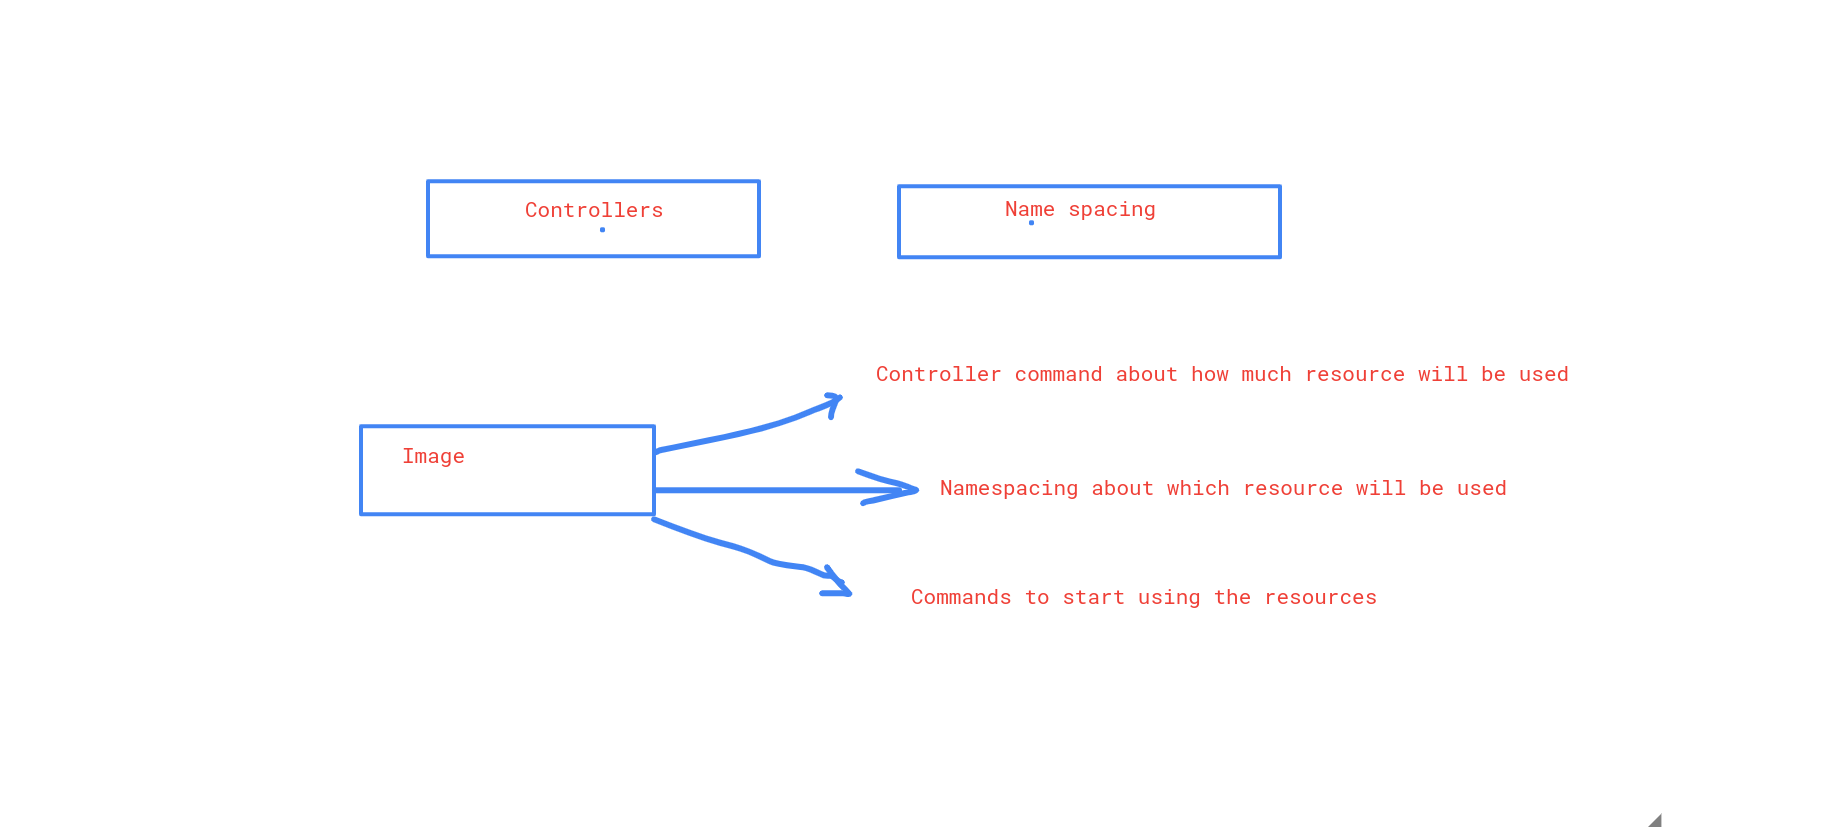 Controllers
Name spacing
Controller command about how much resource will be used
Image
Namespacing about which resource will be used
Commands to start using the resources